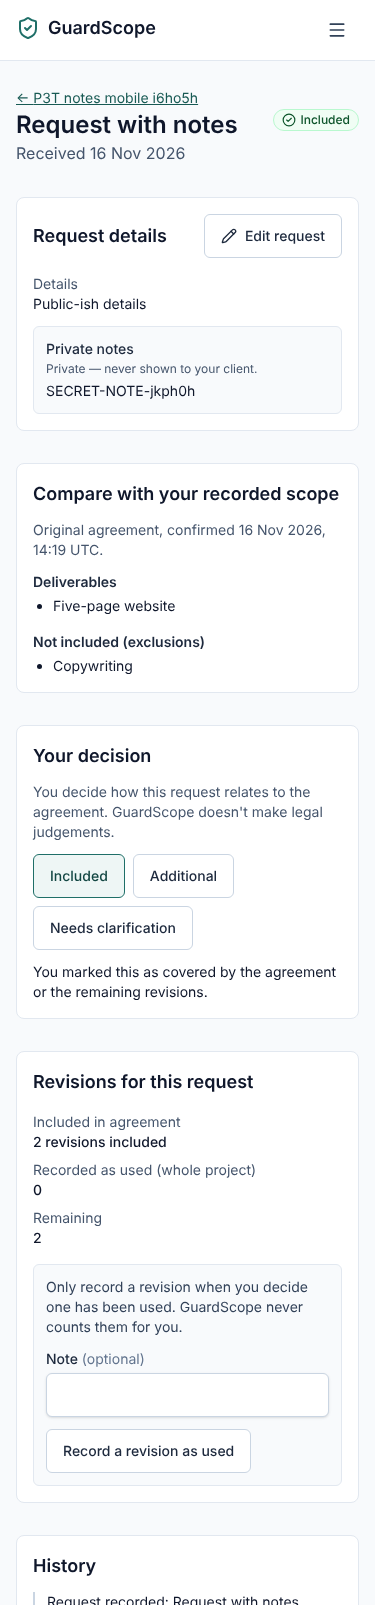 GuardScope
← P3T notes mobile i6ho5h
Request with notes
Included
Received 16 Nov 2026
Request details
Edit request
Details
Public-ish details
Private notes
Private — never shown to your client.
SECRET-NOTE-jkph0h
Compare with your recorded scope
Original agreement, confirmed 16 Nov 2026,
14:19 UTC.
Deliverables
• Five-page website
Not included (exclusions)
• Copywriting
Your decision
You decide how this request relates to the
agreement. GuardScope doesn't make legal
judgements.
Included
Additional
Needs clarification
You marked this as covered by the agreement
or the remaining revisions.
Revisions for this request
Included in agreement
2 revisions included
Recorded as used (whole project)
0
Remaining
2
Only record a revision when you decide
one has been used. GuardScope never
counts them for you.
Note (optional)
Record a revision as used
History
Request recorded: Request with notes